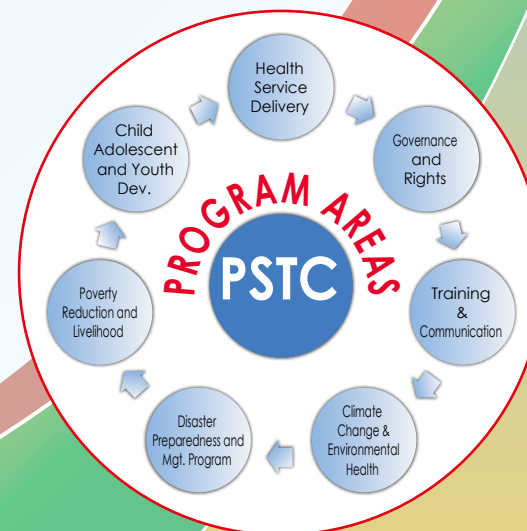 Health
Service
Delivery
Governance
and
Rights
Training
&
Communication
Climate
Change &
Environmental
Health
Disaster
Preparedness and
Mgt. Program
Poverty
Reduction and
Livelihood
Child
Adolescent
and Youth
Dev.
PROGRAM AREAS
PSTC